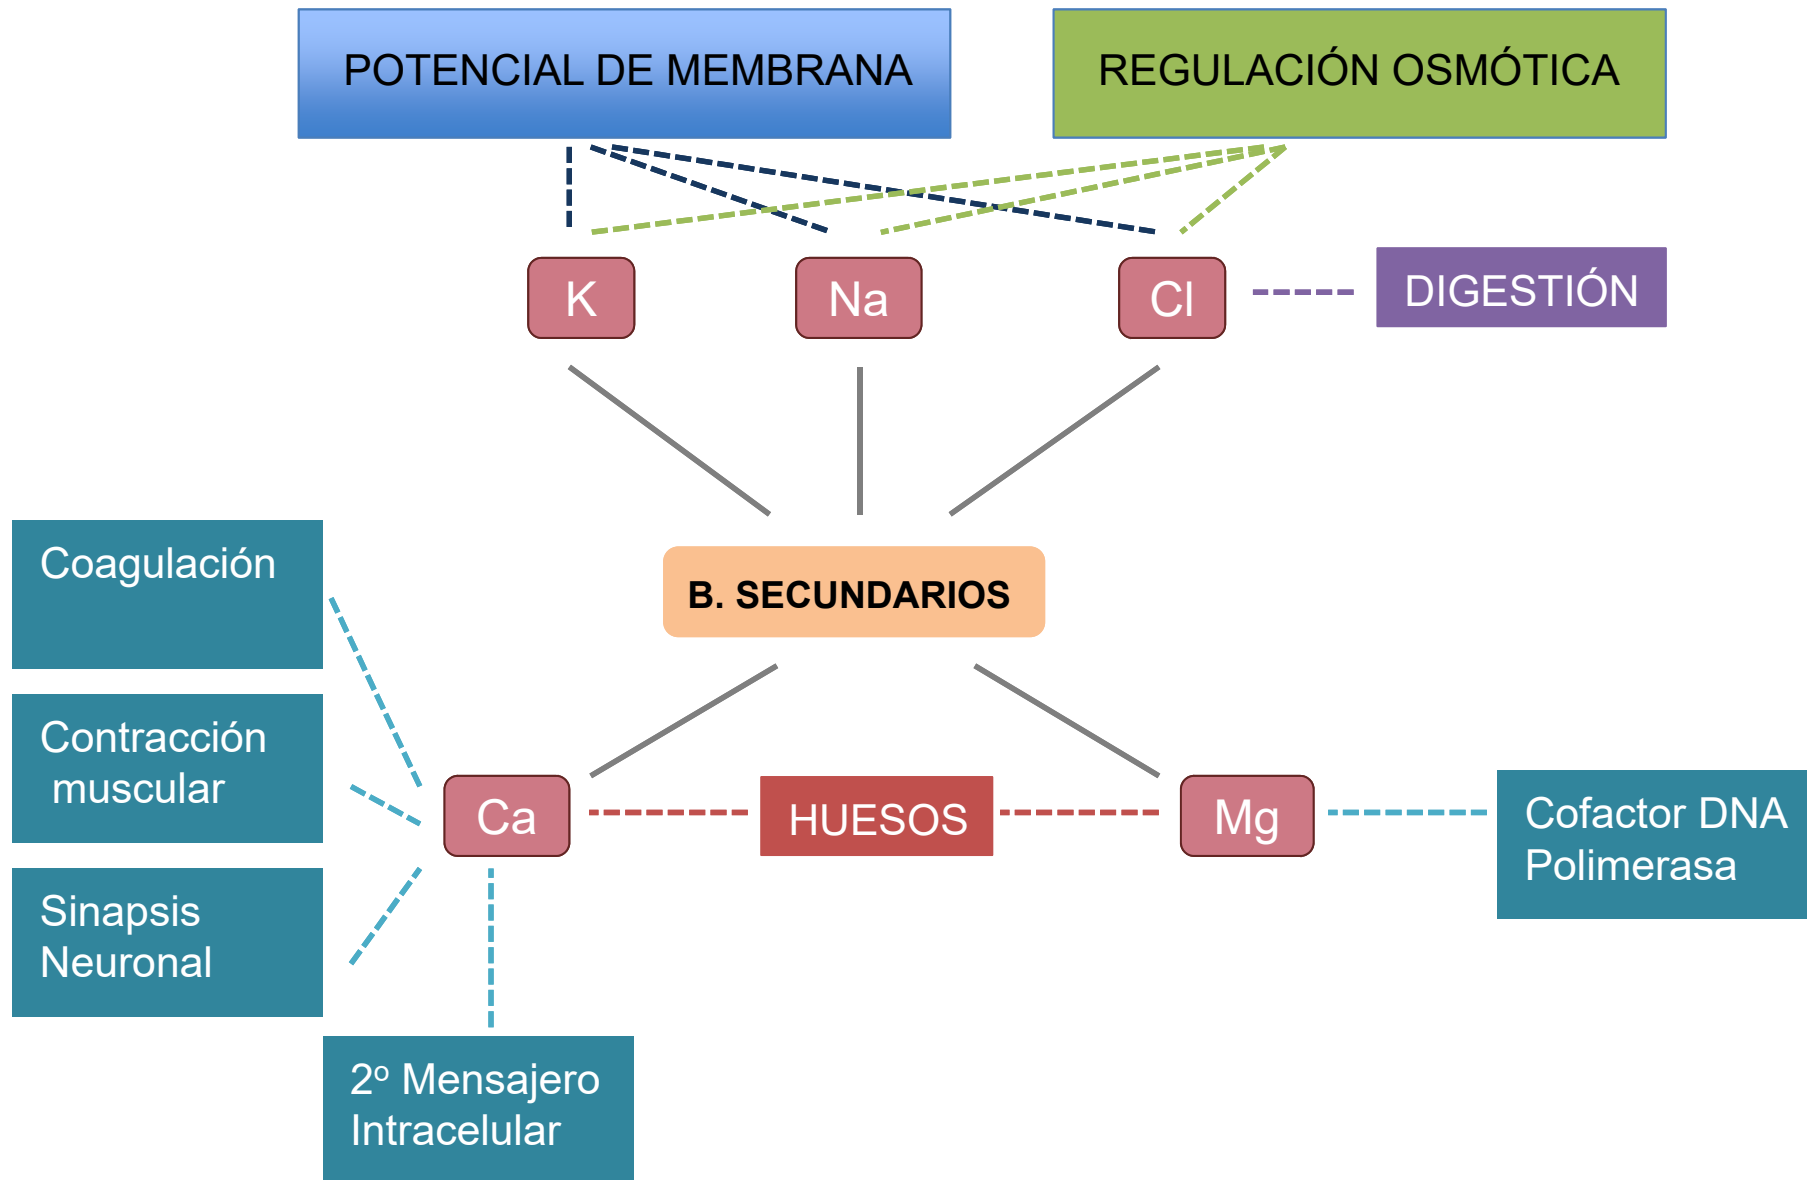 POTENCIAL DE MEMBRANA
REGULACIÓN OSMÓTICA
K
Na
Cl
DIGESTIÓN
B. SECUNDARIOS
Coagulación
Contracción
muscular
Sinapsis
Neuronal
Ca
HUESOS
Mg
Cofactor DNA
Polimerasa
2º Mensajero
Intracelular